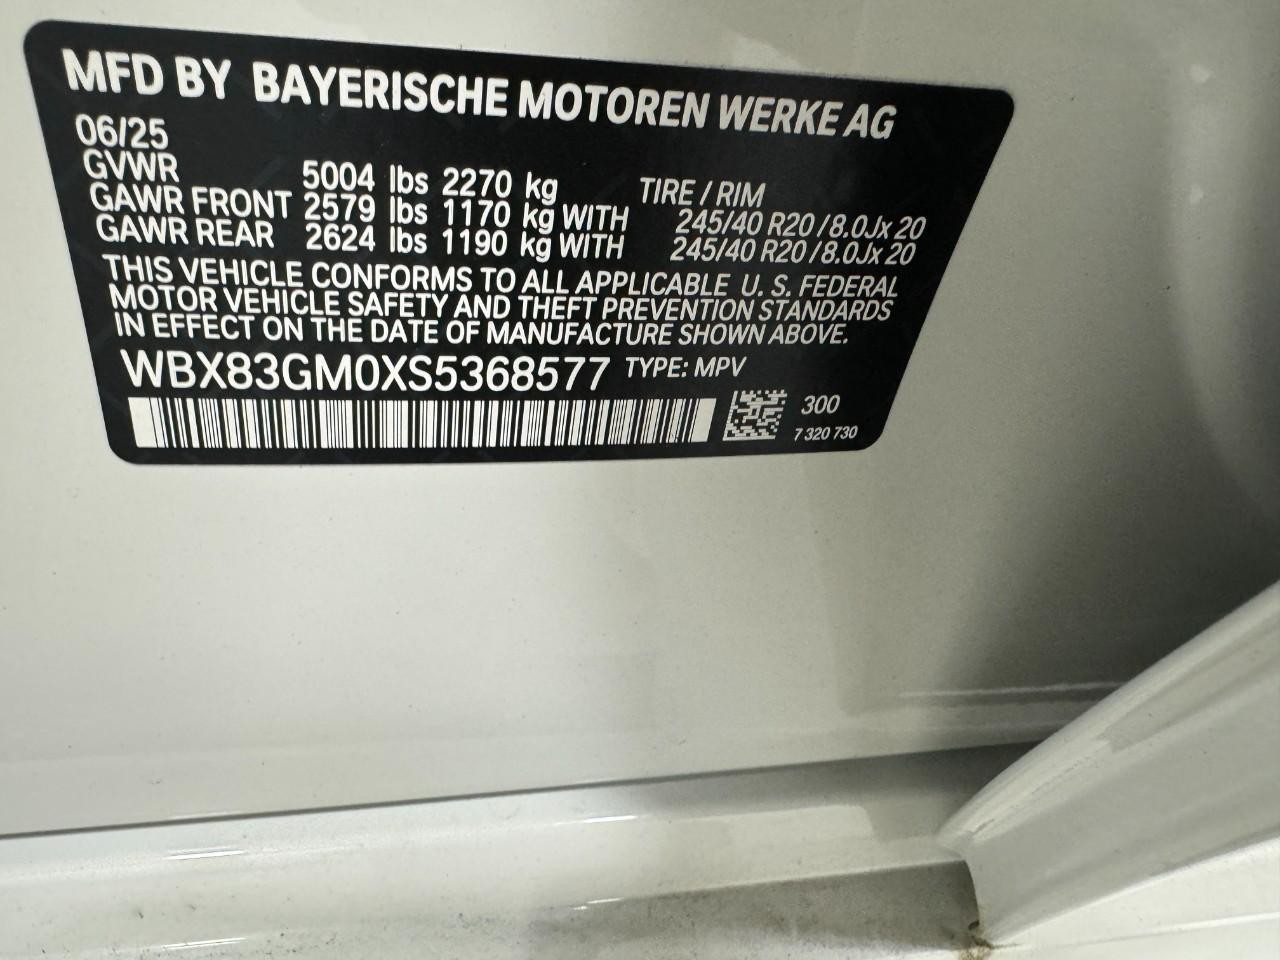 MFD BY BAYERISCHE MOTOREN WERKE AG
06/25
GVWR 5004 lbs 2270 kg TIRE / RIM
GAWR FRONT 2579 lbs 1170 kg WITH 245/40 R20 / 8.0Jx 20
GAWR REAR 2624 lbs 1190 kg WITH 245/40 R20 / 8.0Jx 20
THIS VEHICLE CONFORMS TO ALL APPLICABLE U. S. FEDERAL
MOTOR VEHICLE SAFETY AND THEFT PREVENTION STANDARDS
IN EFFECT ON THE DATE OF MANUFACTURE SHOWN ABOVE.
WBX83GM0XS5368577 TYPE: MPV
300
7 320 730